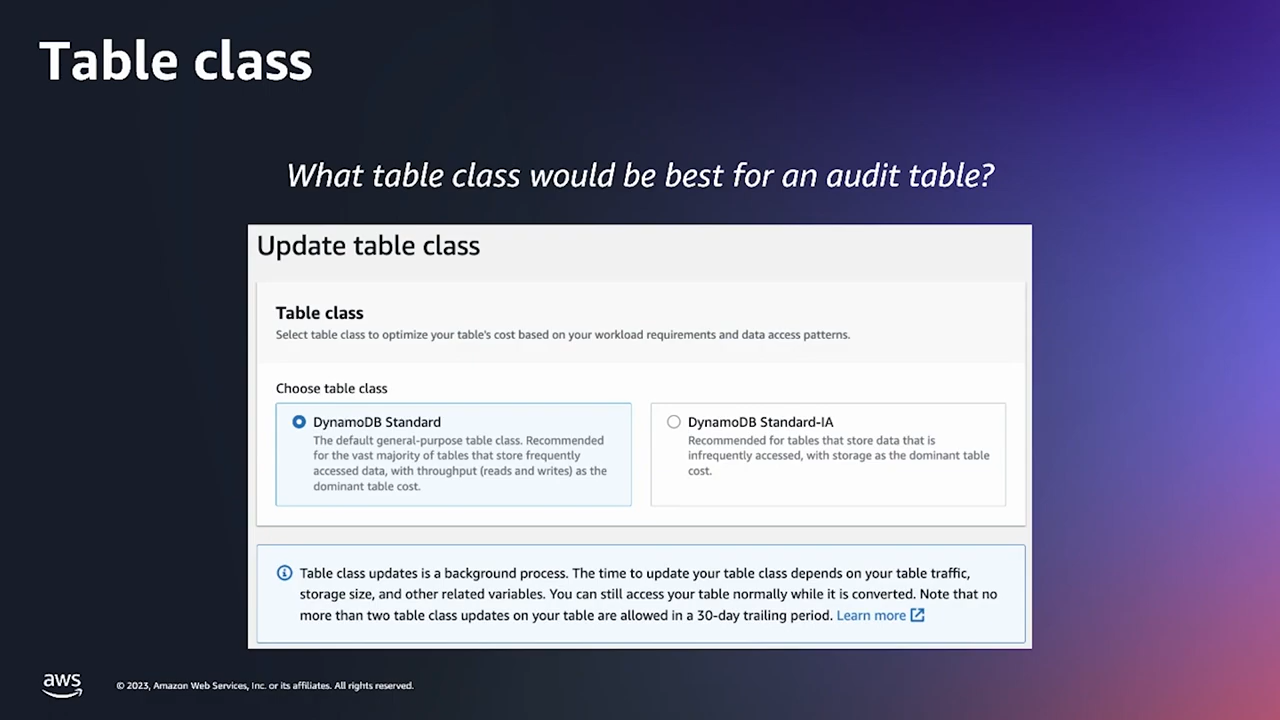 Table class
What table class would be best for an audit table?
Update table class
Table class
Select table class to optimize your table's cost based on your workload requirements and data access patterns.
Choose table class
DynamoDB Standard
The default general-purpose table class. Recommended
for the vast majority of tables that store frequently
accessed data, with throughput (reads and writes) as the
dominant table cost.
DynamoDB Standard-IA
Recommended for tables that store data that is
infrequently accessed, with storage as the dominant table
cost.
Table class updates is a background process. The time to update your table class depends on your table traffic,
storage size, and other related variables. You can still access your table normally while it is converted. Note that no
more than two table class updates on your table are allowed in a 30-day trailing period. Learn more
aws
© 2023, Amazon Web Services, Inc. or its affiliates. All rights reserved.